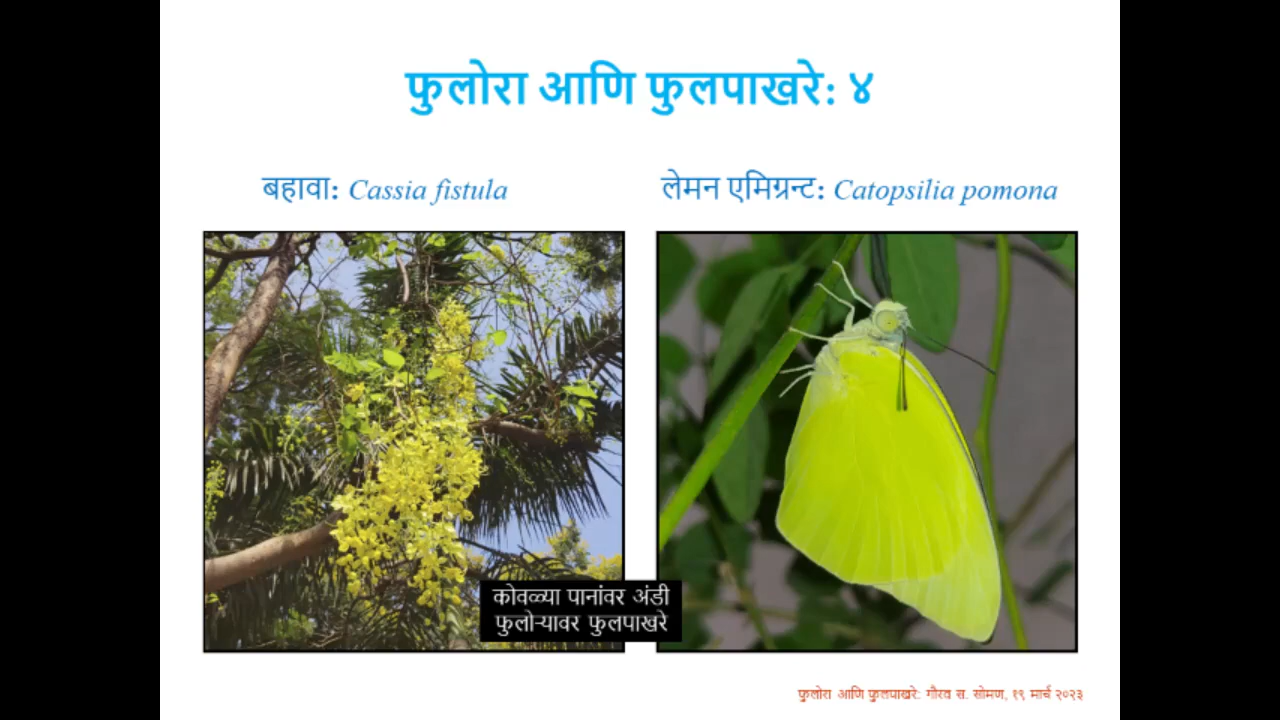 फुलोरा आणि फुलपाखरे: ४
बहावा: Cassia fistula
लेमन एमिग्रन्ट: Catopsilia pomona
कोवळ्या पानांवर अंडी
फुलोऱ्यावर फुलपाखरे
फुलोरा आणि फुलपाखरे: गौरव स. सोमण, १९ मार्च २०२३